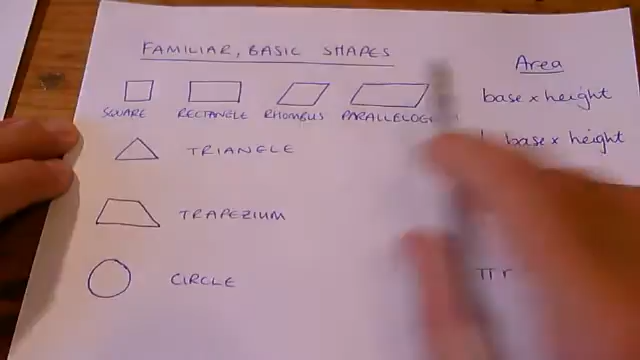 FAMILIAR, BASIC SHAPES
Area
SQUARE RECTANGLE RHOMBUS
base x height
TRIANGLE
base x height
TRAPEZIUM
CIRCLE
π r